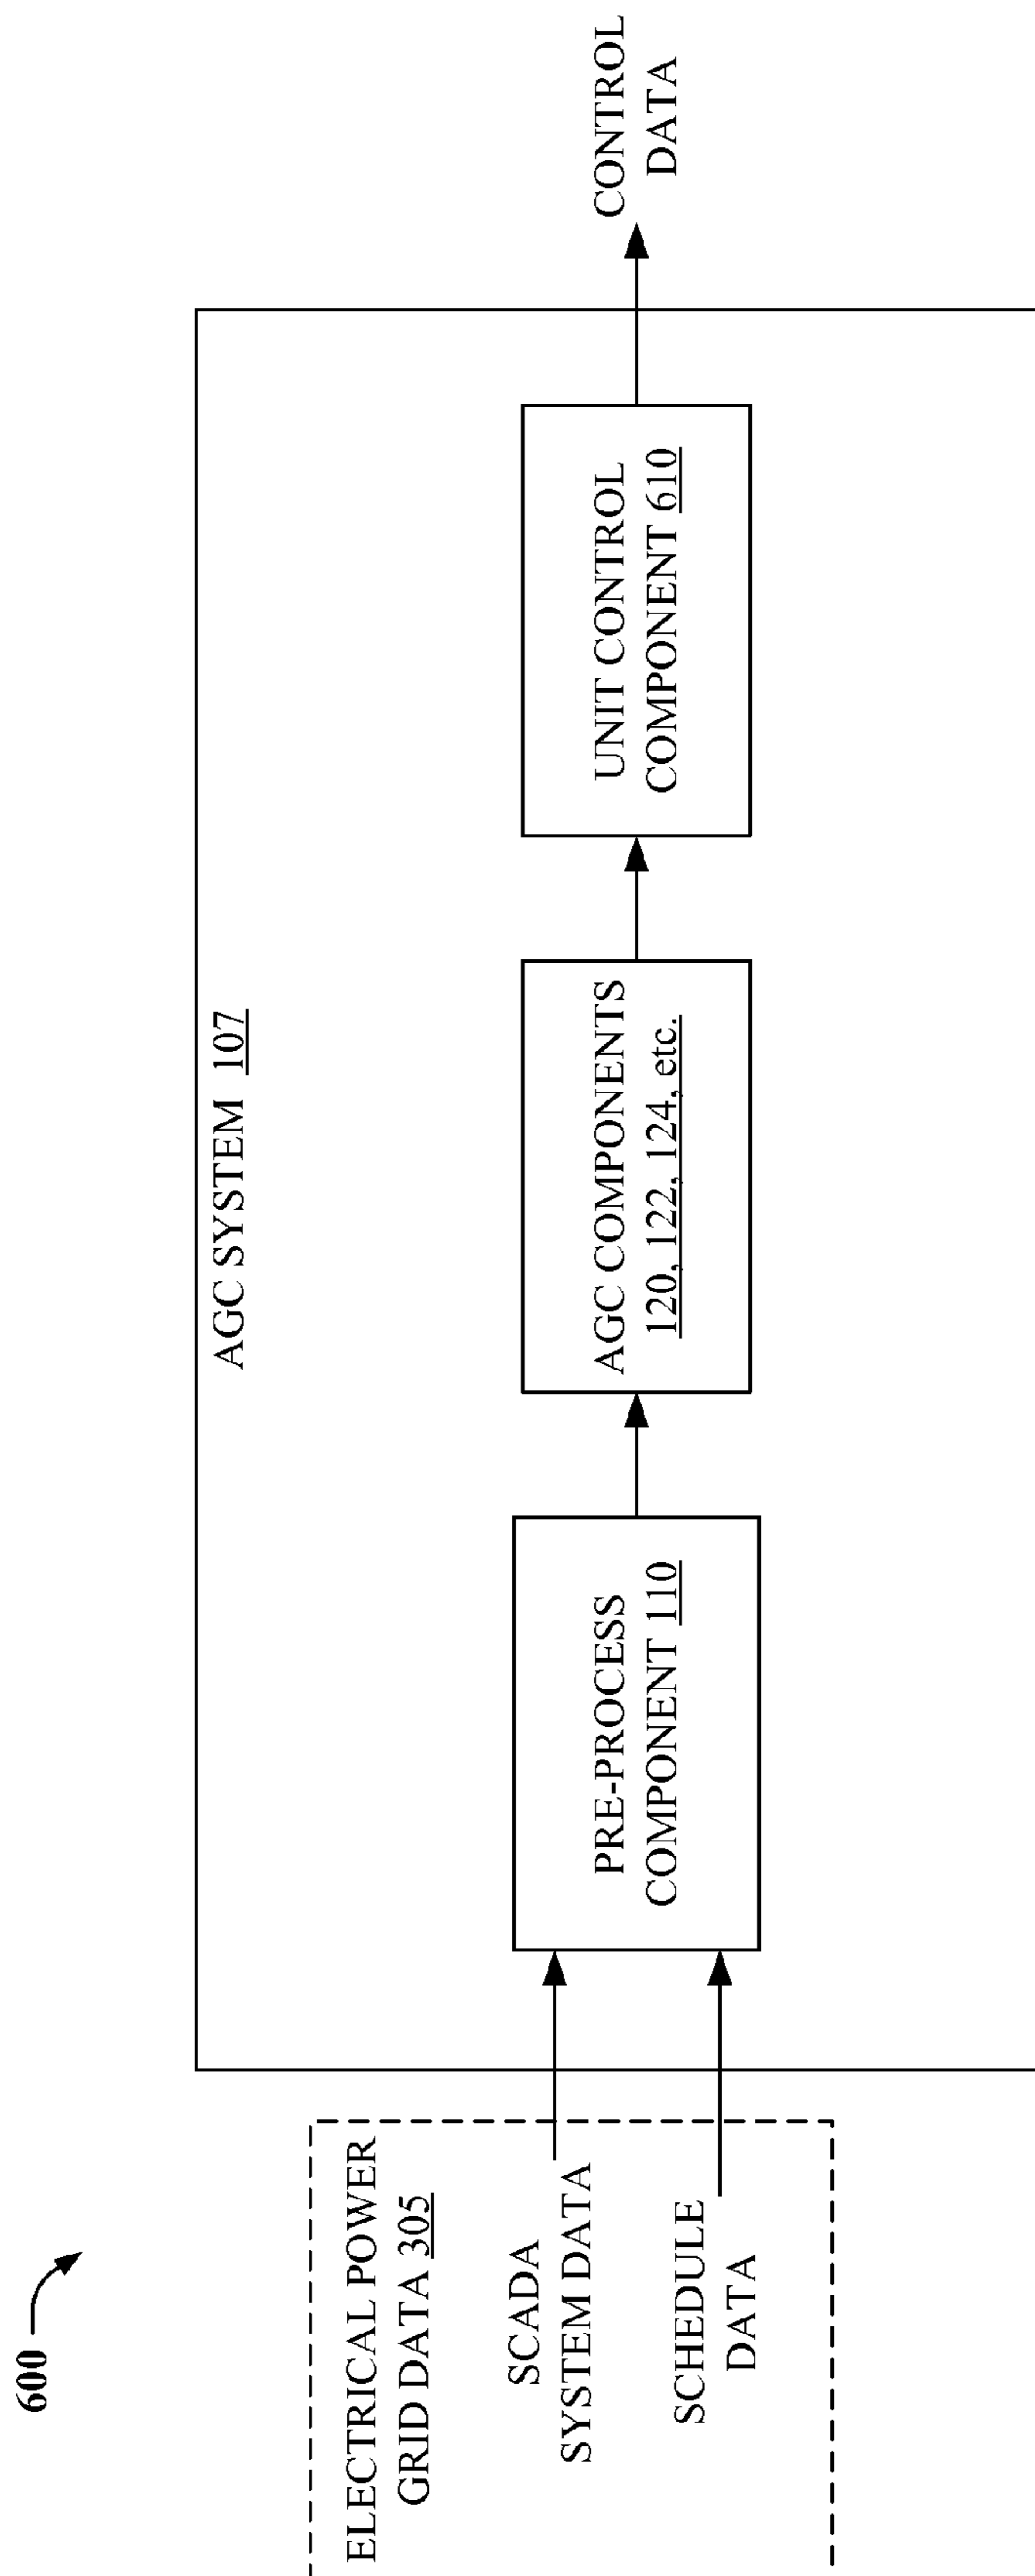 600
ELECTRICAL POWER
GRID DATA 305
SCADA
SYSTEM DATA
SCHEDULE
DATA
AGC SYSTEM 107
PRE-PROCESS
COMPONENT 110
AGC COMPONENTS
120, 122, 124, etc.
UNIT CONTROL
COMPONENT 610
CONTROL
DATA